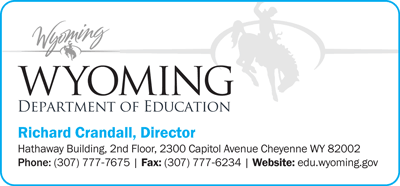 Wyoming
WYOMING
DEPARTMENT OF EDUCATION
Richard Crandall, Director
Hathaway Building, 2nd Floor, 2300 Capitol Avenue Cheyenne WY 82002
Phone: (307) 777-7675 | Fax: (307) 777-6234 | Website: edu.wyoming.gov